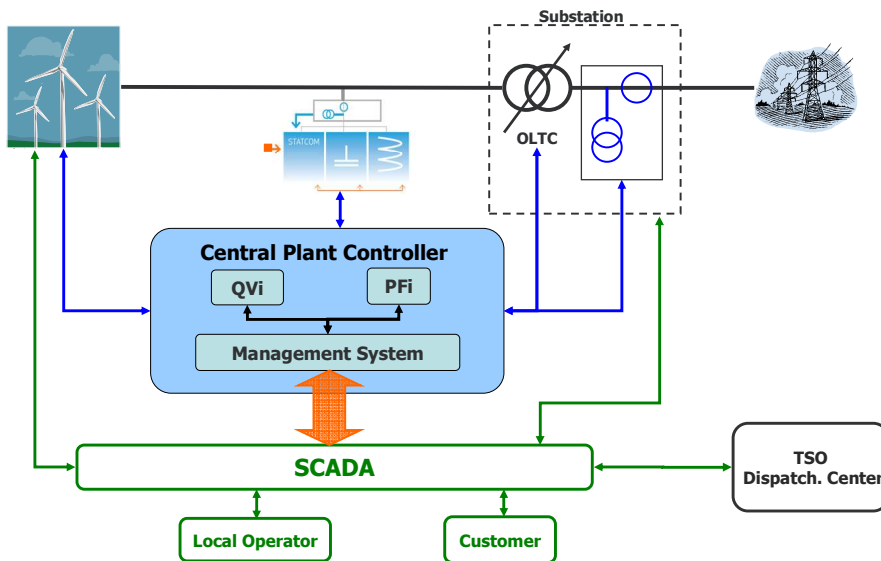 Substation
OLTC
STATCOM
Central Plant Controller
QVi
PFi
Management System
SCADA
TSO
Dispatch. Center
Local Operator
Customer